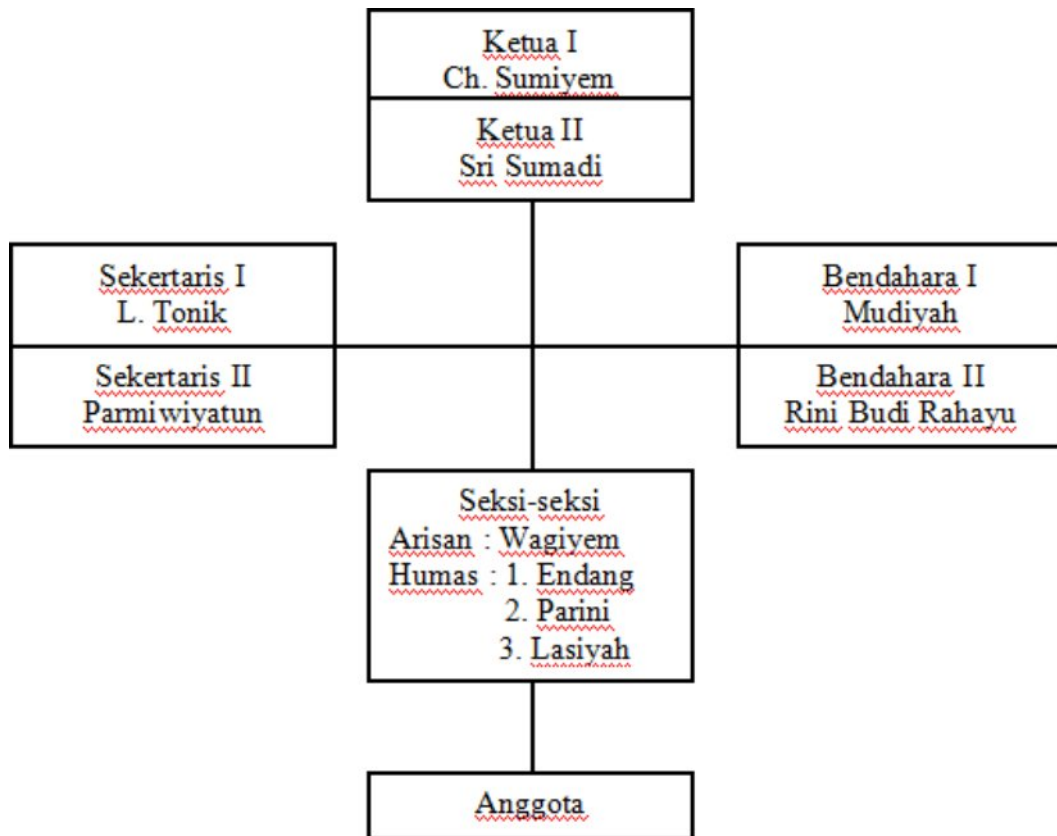 Ketua I
Ch. Sumiyem
Ketua II
Sri Sumadi
Sekertaris I
L. Tonik
Sekertaris II
Parmiwiyatun
Bendahara I
Mudiyah
Bendahara II
Rini Budi Rahayu
Seksi-seksi
Arisan : Wagiyem
Humas : 1. Endang
2. Parini
3. Lasiyah
Anggota